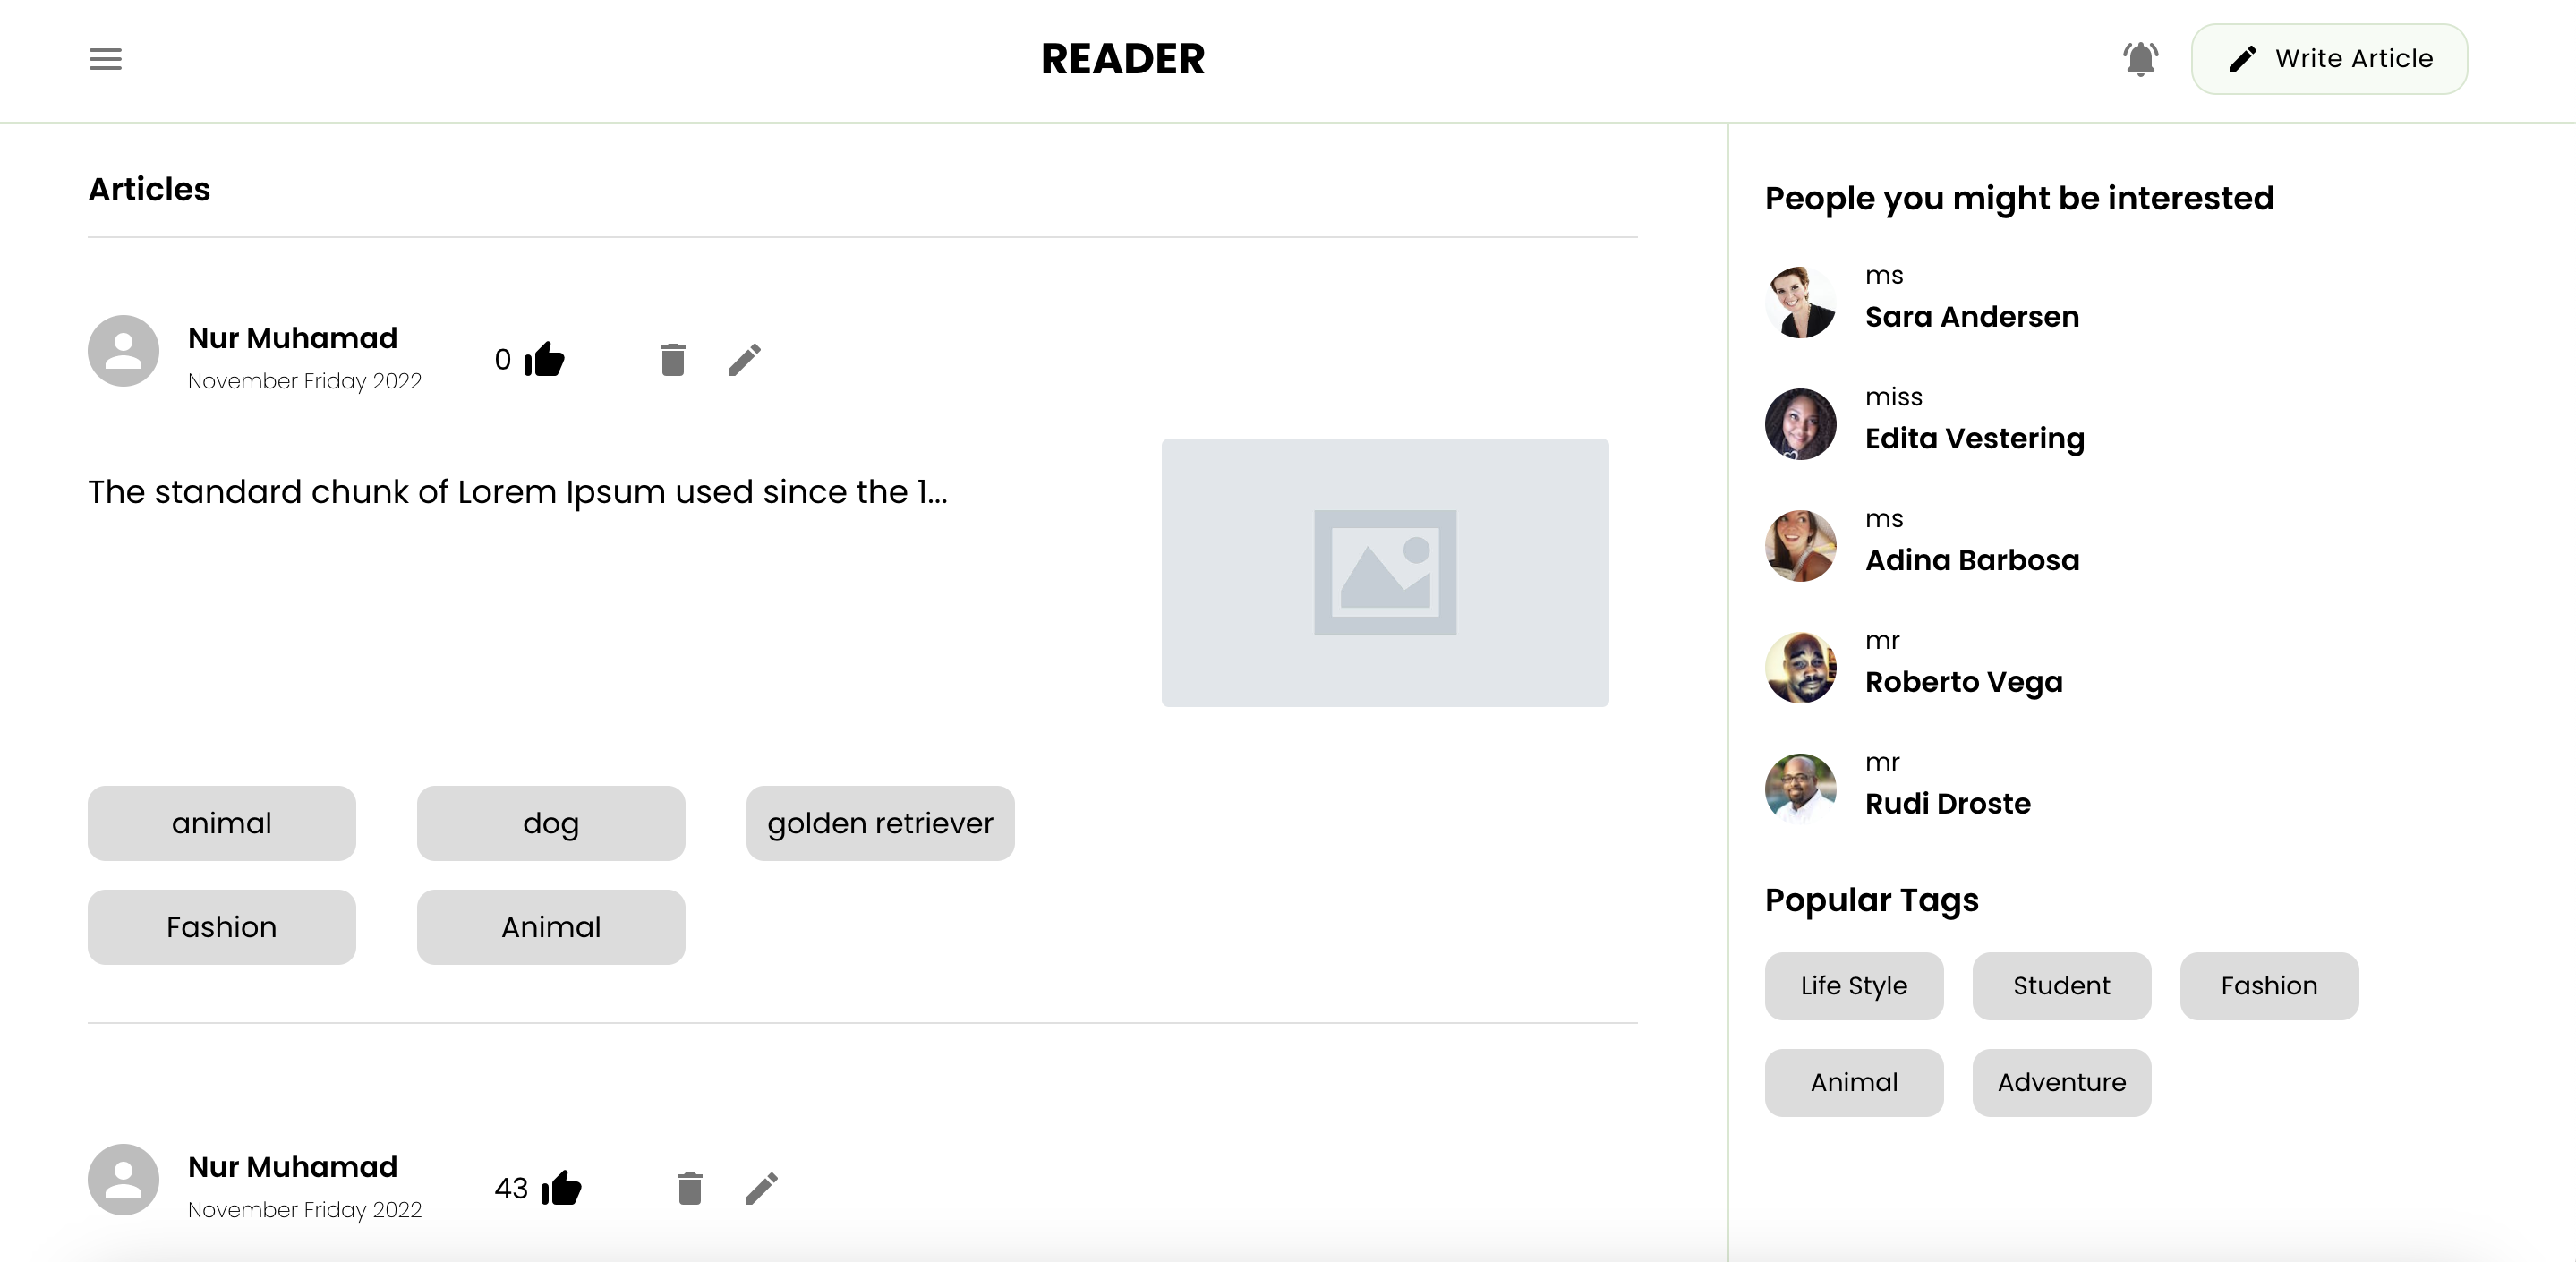 READER
Write Article
Articles
Nur Muhamad
November Friday 2022
0
The standard chunk of Lorem Ipsum used since the 1...
animal
dog
golden retriever
Fashion
Animal
Nur Muhamad
November Friday 2022
43
People you might be interested
ms
Sara Andersen
miss
Edita Vestering
ms
Adina Barbosa
mr
Roberto Vega
mr
Rudi Droste
Popular Tags
Life Style
Student
Fashion
Animal
Adventure